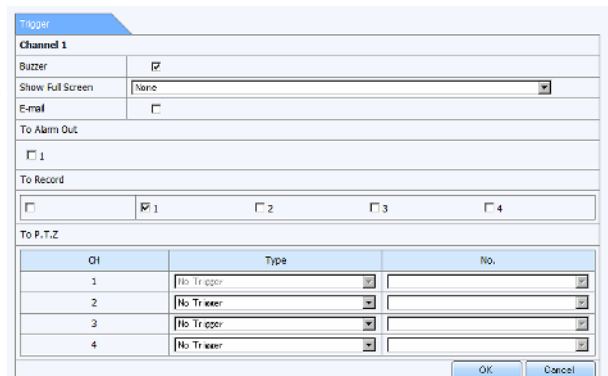 Trigger
Channel 1
Buzzer
Show Full Screen None
E-mail
To Alarm Out
1
To Record
1 2 3 4
To P.T.Z
CH Type No.
1 No Trigger
2 No Trigger
3 No Trigger
4 No Trigger
OK Cancel